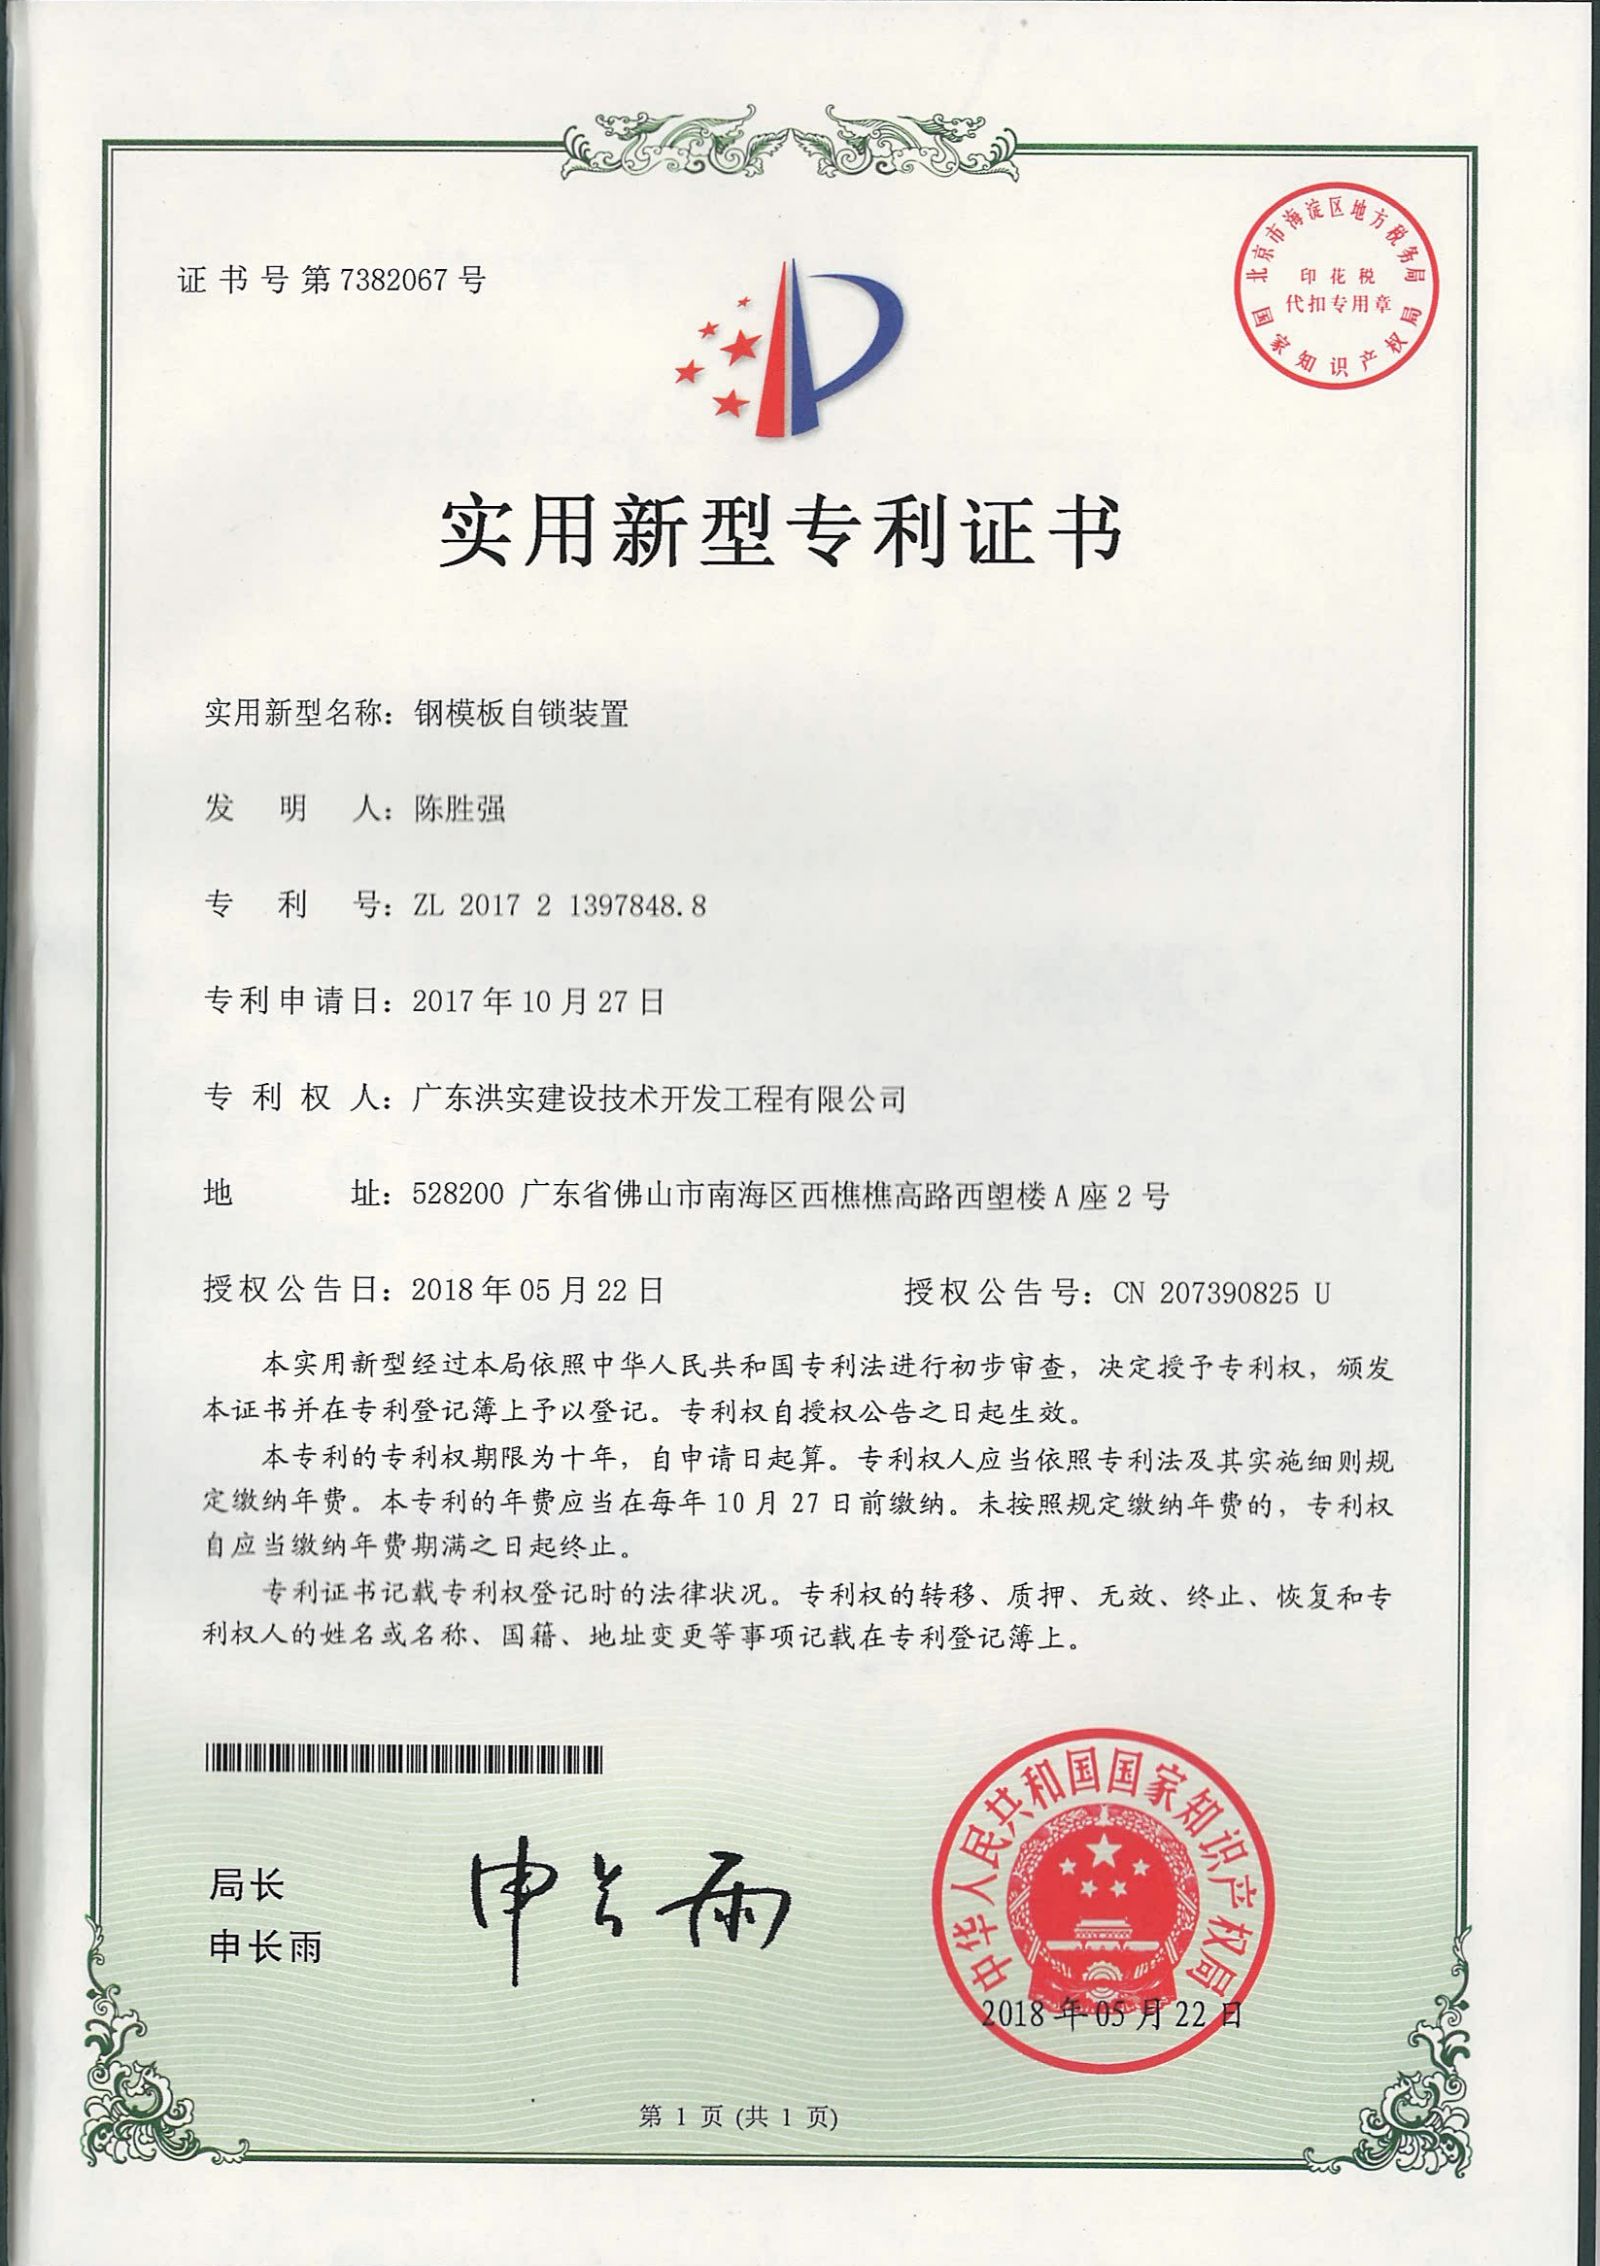 证书号第7382067号
北京市海淀区地方税务局
印花税
代扣专用章
国家知识产权局
实用新型专利证书
实用新型名称：钢模板自锁装置
发明人：陈胜强
专利号：ZL 2017 2 1397848.8
专利申请日：2017年10月27日
专利权人：广东洪实建设技术开发工程有限公司
地址：528200 广东省佛山市南海区西樵樵高路西塱楼A座2号
授权公告日：2018年05月22日 授权公告号：CN 207390825 U
本实用新型经过本局依照中华人民共和国专利法进行初步审查，决定授予专利权，颁发
本证书并在专利登记簿上予以登记。专利权自授权公告之日起生效。
本专利的专利权期限为十年，自申请日起算。专利权人应当依照专利法及其实施细则规
定缴纳年费。本专利的年费应当在每年10月27日前缴纳。未按照规定缴纳年费的，专利权
自应当缴纳年费期满之日起终止。
专利证书记载专利权登记时的法律状况。专利权的转移、质押、无效、终止、恢复和专
利权人的姓名或名称、国籍、地址变更等事项记载在专利登记簿上。
中华人民共和国国家知识产权局
局长
申长雨
申长雨
2018年05月22日
第 1 页 (共 1 页)